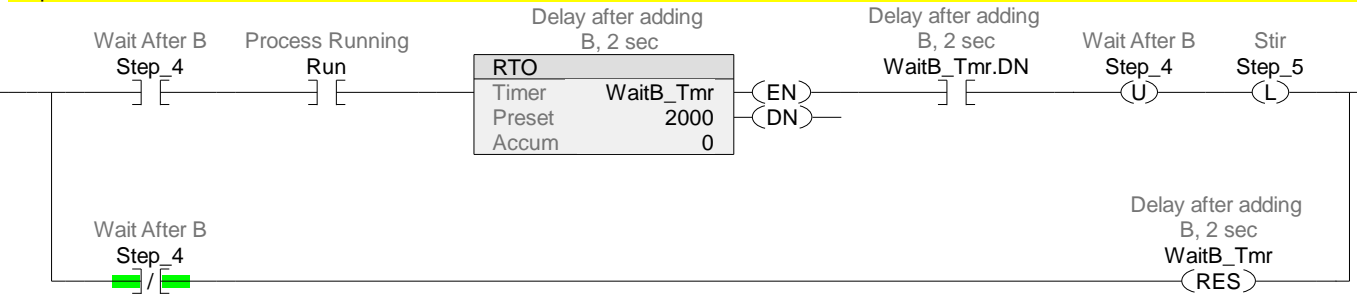 Delay after adding
B, 2 sec
Delay after adding
B, 2 sec
Wait After B
Process Running
Wait After B
Stir
Step_4
Run
RTO
WaitB_Tmr.DN
Step_4
Step_5
Timer WaitB_Tmr
EN
U
L
Preset 2000
DN
Accum 0
Delay after adding
B, 2 sec
Wait After B
Step_4
WaitB_Tmr
/
RES